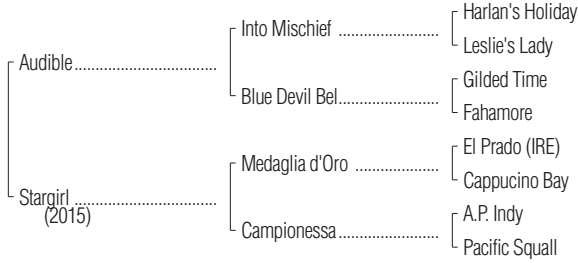 Harlan's Holiday
Into Mischief ........................
Leslie's Lady
Audible..................................
Gilded Time
Blue Devil Bel........................
Fahamore
El Prado (IRE)
Medaglia d'Oro ....................
Cappucino Bay
Stargirl ..................................
(2015)
A.P. Indy
Campionessa........................
Pacific Squall